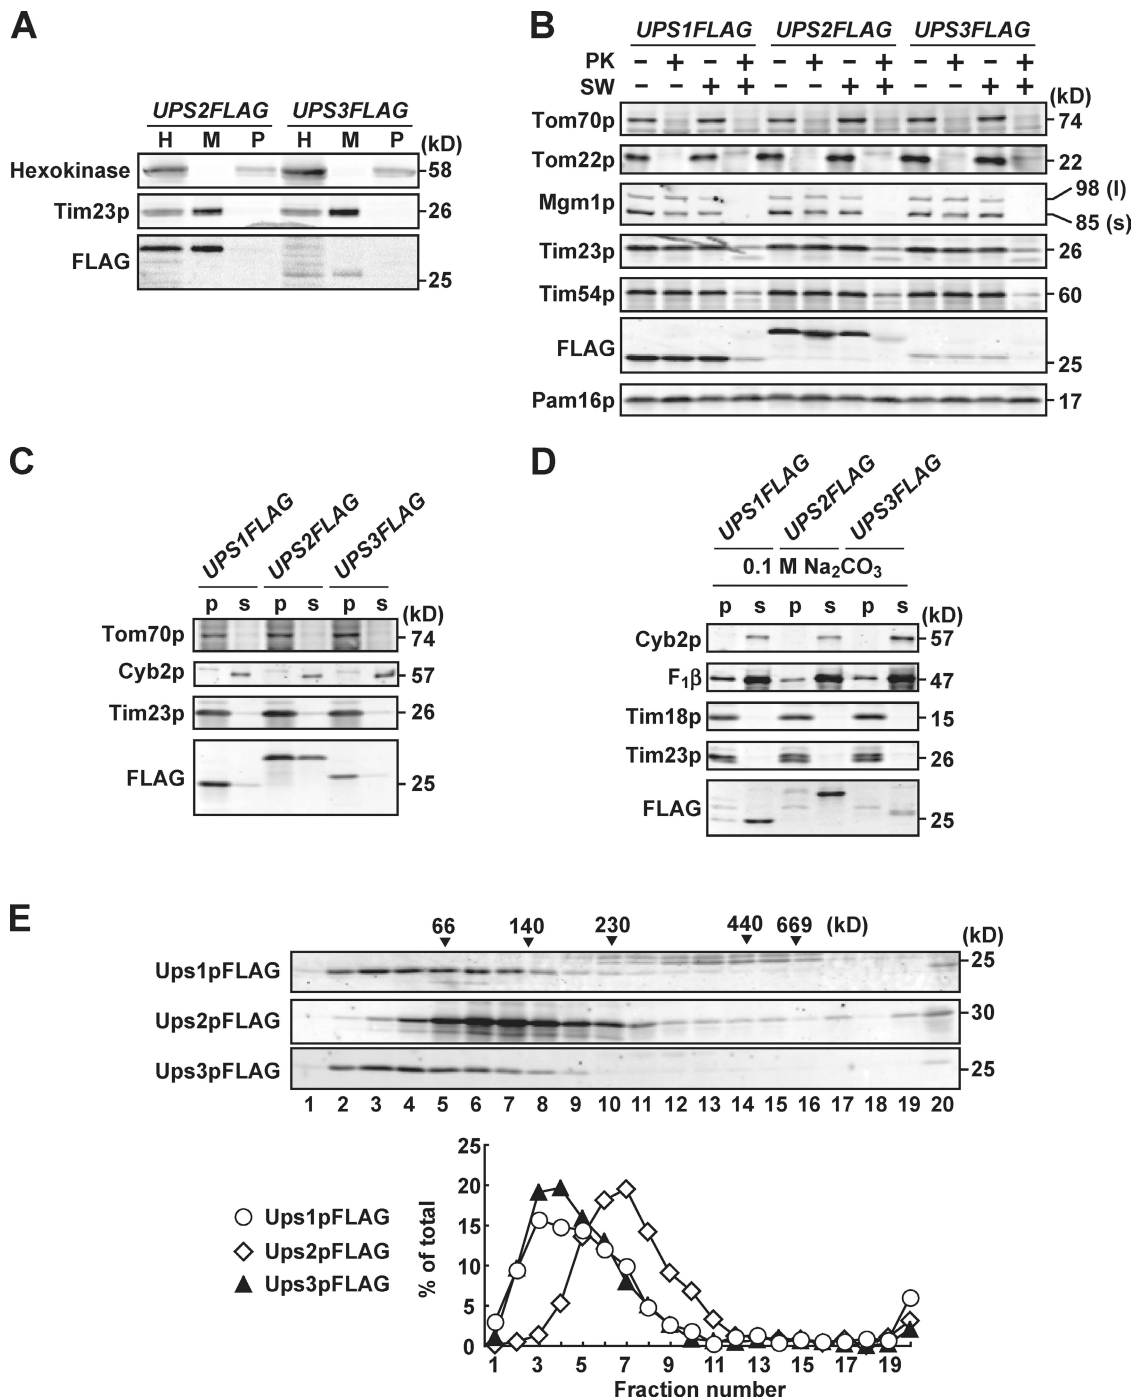 A
UPS2FLAG UPS3FLAG
H M P H M P (kD)
Hexokinase 58
Tim23p 26
FLAG 25
B
UPS1FLAG UPS2FLAG UPS3FLAG
PK – + – + – + – + – + – +
SW – – + + – – + + – – + +
(kD)
Tom70p 74
Tom22p 22
Mgm1p 98 (l)
85 (s)
Tim23p 26
Tim54p 60
FLAG 25
Pam16p 17
C
UPS1FLAG UPS2FLAG UPS3FLAG
p s p s p s (kD)
Tom70p 74
Cyb2p 57
Tim23p 26
FLAG 25
D
UPS1FLAG UPS2FLAG UPS3FLAG
0.1 M Na₂CO₃
p s p s p s (kD)
Cyb2p 57
F₁β 47
Tim18p 15
Tim23p 26
FLAG 25
E
66 140 230 440 669 (kD)
(kD)
Ups1pFLAG 25
Ups2pFLAG 30
Ups3pFLAG 25
1 2 3 4 5 6 7 8 9 10 11 12 13 14 15 16 17 18 19 20
25
20
15
10
5
0
% of total
Ups1pFLAG
Ups2pFLAG
Ups3pFLAG
1 3 5 7 9 11 13 15 17 19
Fraction number